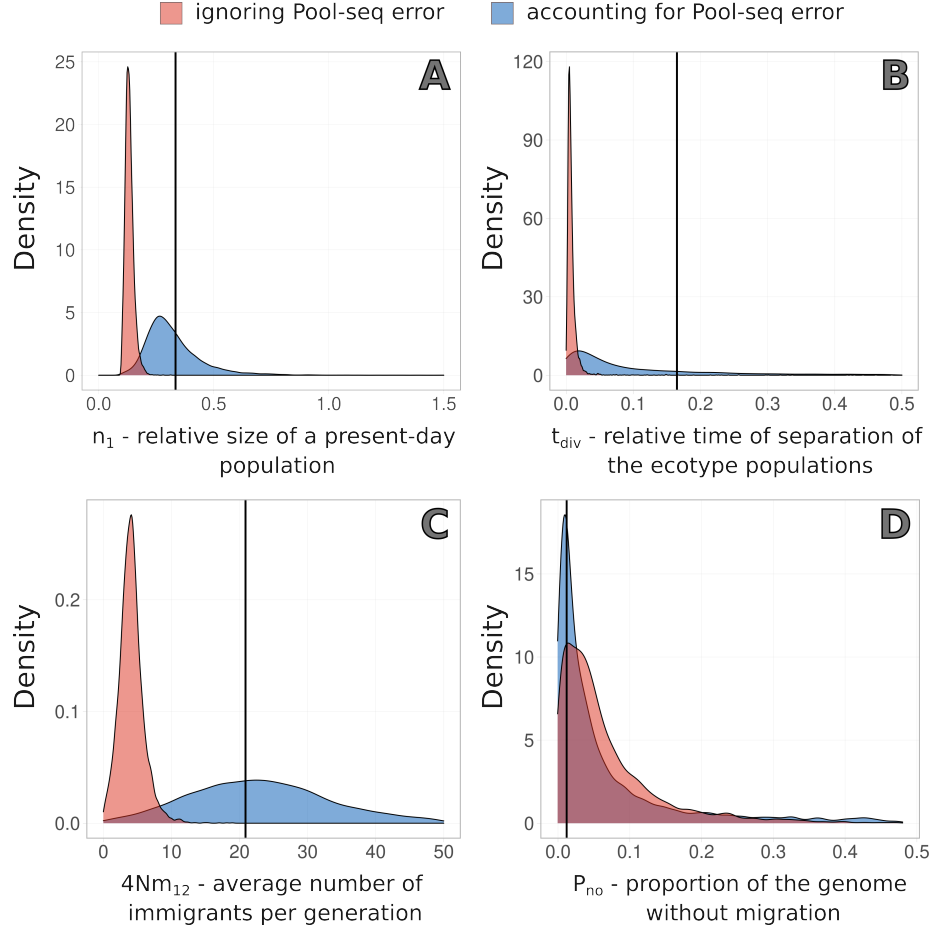 ignoring Pool-seq error accounting for Pool-seq error
A
Density
25
20
15
10
5
0
0.0 0.5 1.0 1.5
n₁ - relative size of a present-day
population
B
Density
120
90
60
30
0
0.0 0.1 0.2 0.3 0.4 0.5
t_div - relative time of separation of
the ecotype populations
C
Density
0.2
0.1
0.0
0 10 20 30 40 50
4Nm₁₂ - average number of
immigrants per generation
D
Density
15
10
5
0
0.0 0.1 0.2 0.3 0.4 0.5
P_no - proportion of the genome
without migration